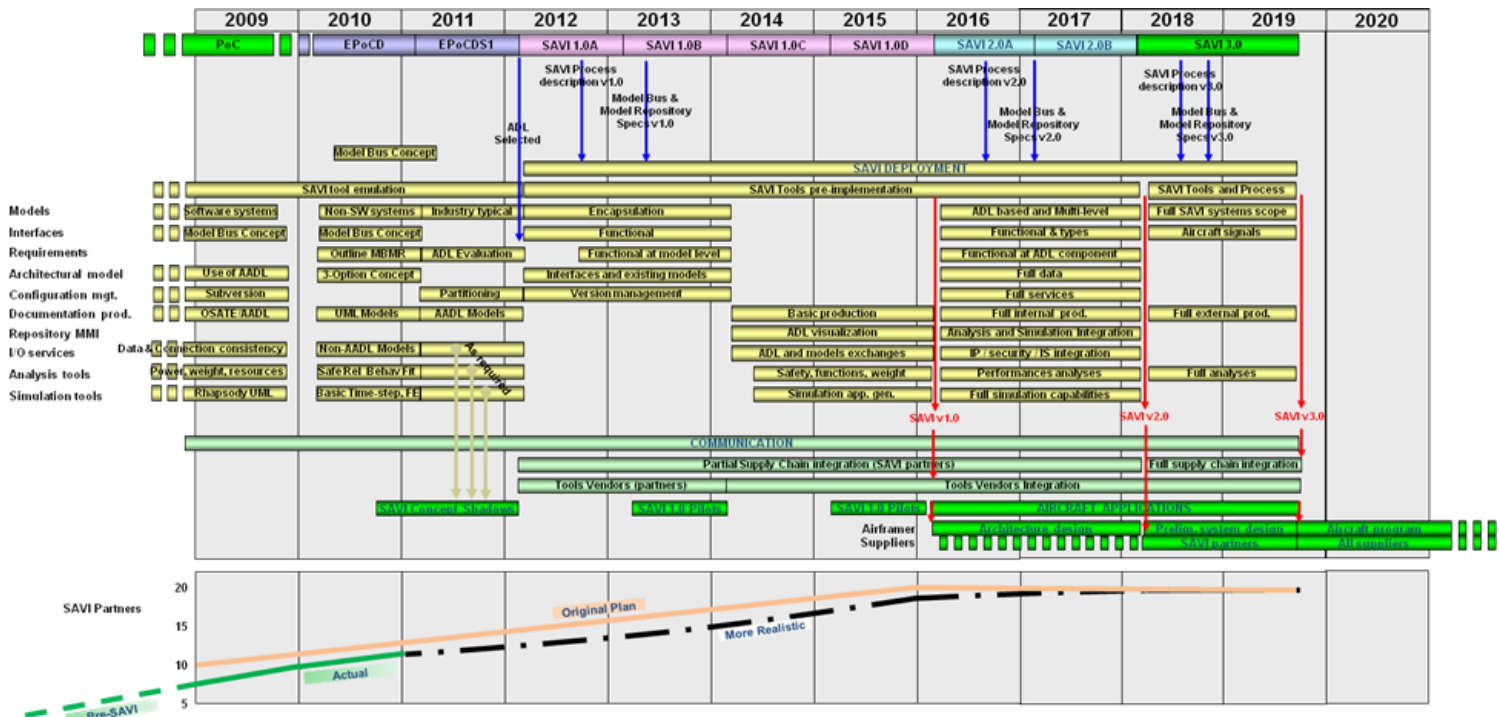 2009 2010 2011 2012 2013 2014 2015 2016 2017 2018 2019 2020
PoC EPoCD EPoCDS1 SAVI 1.0A SAVI 1.0B SAVI 1.0C SAVI 1.0D SAVI 2.0A SAVI 2.0B SAVI 3.0
SAVI Process
description v1.0
SAVI Process
description v2.0
SAVI Process
description v3.0
Model Bus &
Model Repository
Specs v1.0
Model Bus &
Model Repository
Specs v2.0
Model Bus &
Model Repository
Specs v3.0
ADL
Selected
Model Bus Concept
SAVI DEPLOYMENT
SAVI tool emulation SAVI Tools pre-implementation SAVI Tools and Process
Models Software systems Non-SW systems Industry typical Encapsulation ADL based and Multi-level Full SAVI systems scope
Interfaces Model Bus Concept Model Bus Concept Functional Functional & types Aircraft signals
Requirements Outline MBMR ADL Evaluation Functional at model level Functional at ADL component
Architectural model Use of AADL 3-Option Concept Interfaces and existing models Full data
Configuration mgt. Subversion Partitioning Version management Full services
Documentation prod. OSATE/AADL UML Models AADL Models Basic production Full internal prod. Full external prod.
Repository MMI ADL visualization Analysis and Simulation Integration
I/O services Data & Connection consistency Non-AADL Models ADL and models exchanges IP / security / IS integration
As required
Analysis tools Power, weight, resources Safe Rel Behav Fit Safety, functions, weight Performances analyses Full analyses
Simulation tools Rhapsody UML Basic Time-step, FE Simulation app, gen. Full simulation capabilities
SAVI v1.0 SAVI v2.0 SAVI v3.0
COMMUNICATION
Partial Supply Chain integration (SAVI partners) Full supply chain integration
Tools Vendors (partners) Tools Vendors Integration
SAVI Concept Shadows SAVI 1.0 Pilots SAVI 1.0 Pilots AIRCRAFT APPLICATIONS
Airframer Architecture design Prelim. system design Aircraft program
Suppliers SAVI partners All suppliers
20
SAVI Partners
Original Plan
15
More Realistic
10
Actual
5
Pre-SAVI